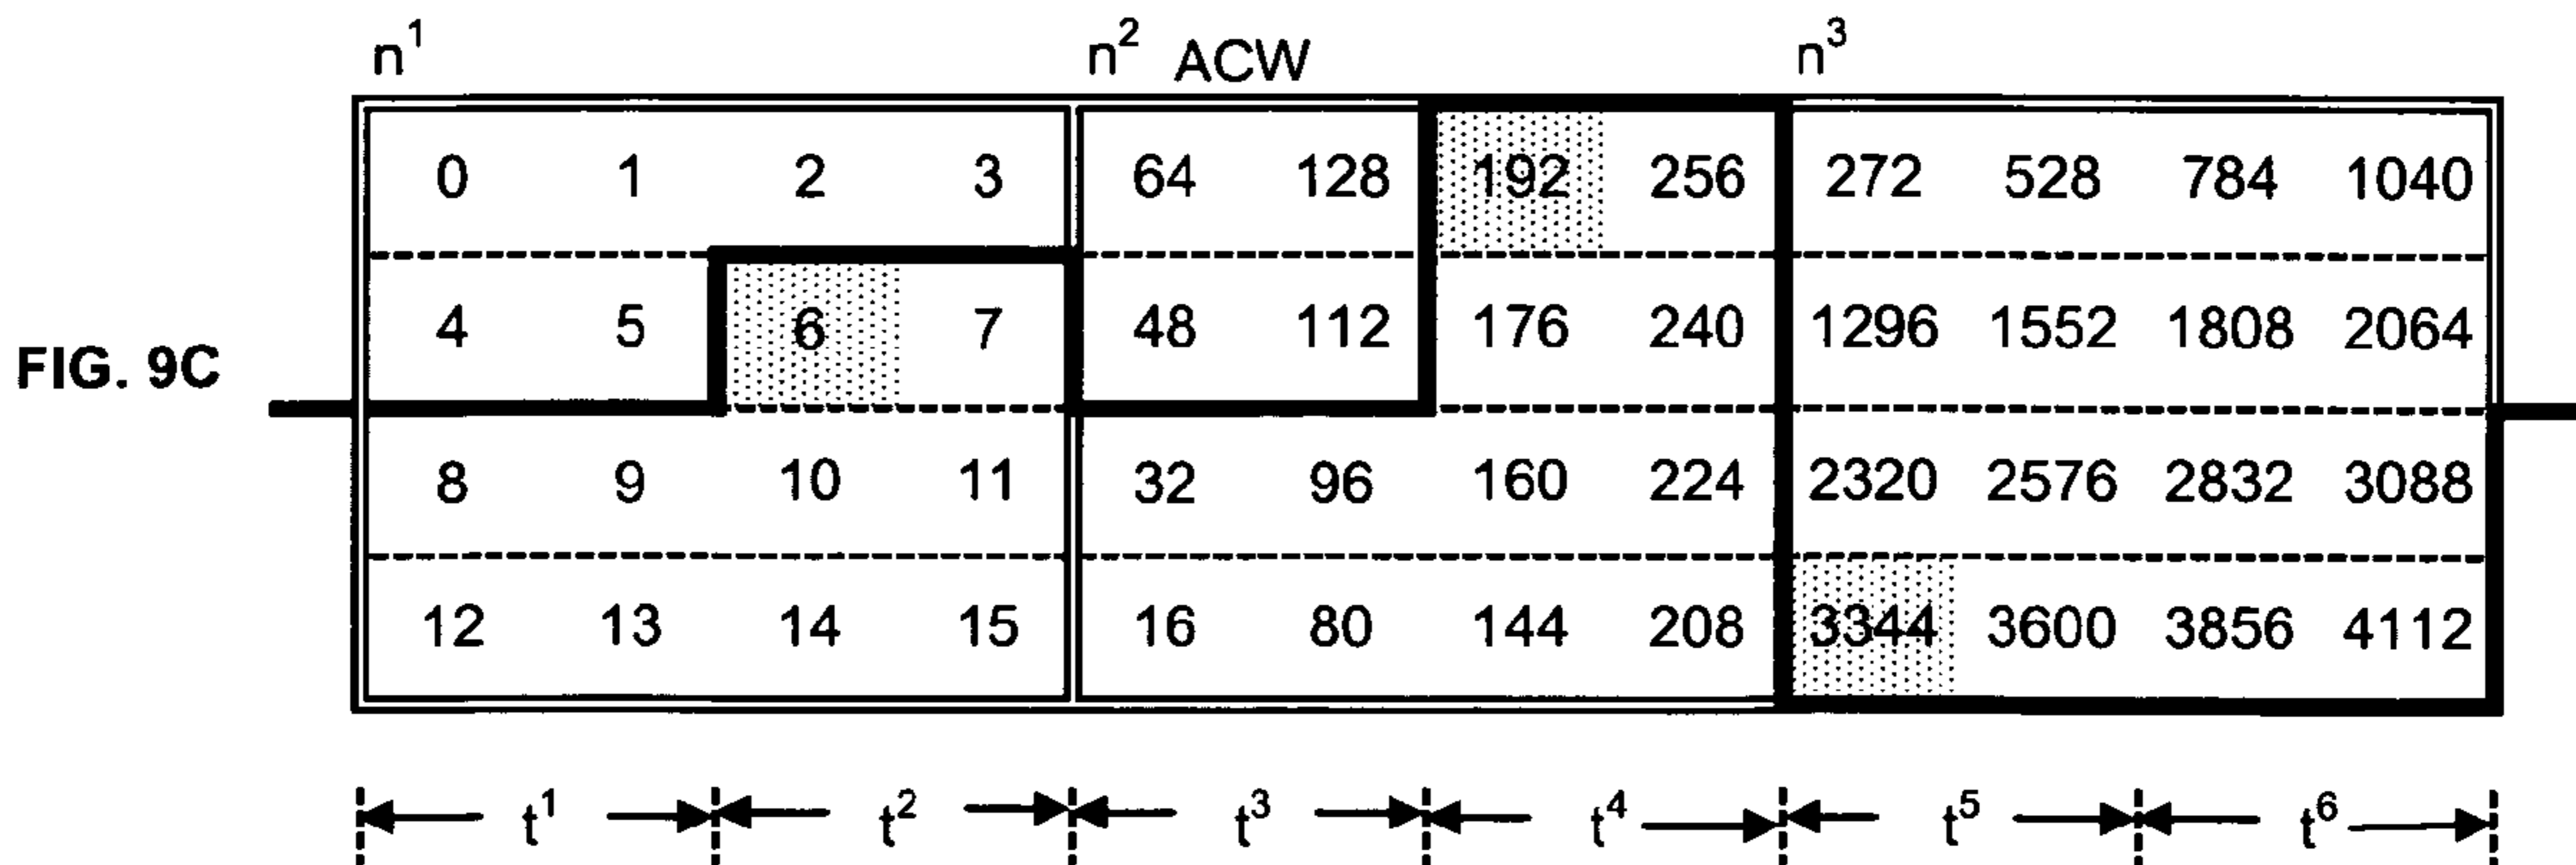 n¹ n² ACW n³
0 1 2 3 64 128 192 256 272 528 784 1040
4 5 6 7 48 112 176 240 1296 1552 1808 2064
FIG. 9C
8 9 10 11 32 96 160 224 2320 2576 2832 3088
12 13 14 15 16 80 144 208 3344 3600 3856 4112
t¹ t² t³ t⁴ t⁵ t⁶